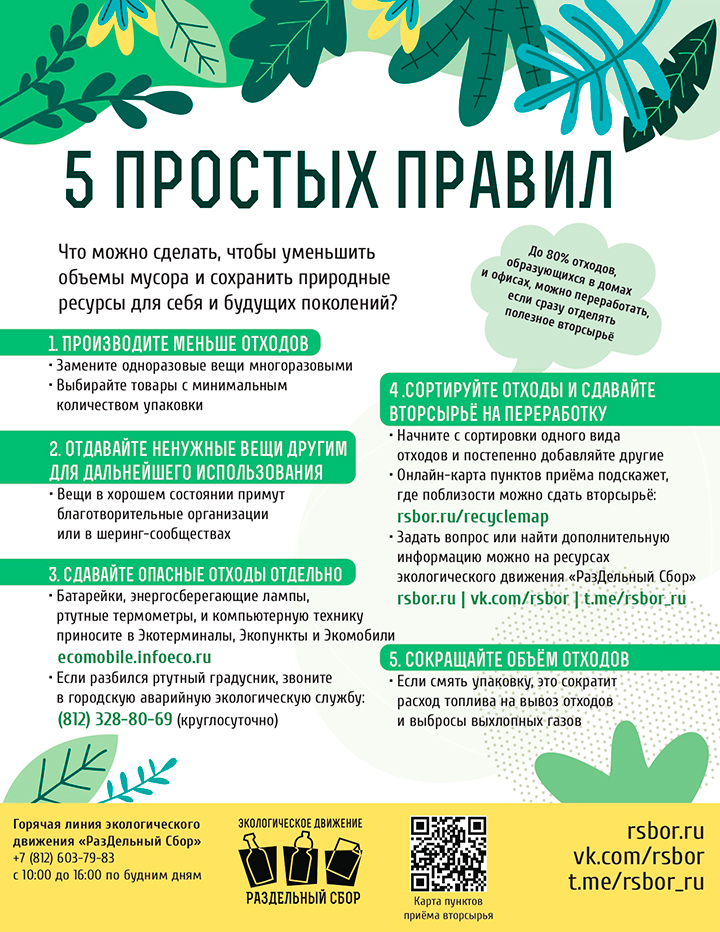 5 ПРОСТЫХ ПРАВИЛ
Что можно сделать, чтобы уменьшить
объемы мусора и сохранить природные
ресурсы для себя и будущих поколений?
До 80% отходов,
образующихся в домах
и офисах, можно переработать,
если сразу отделять
полезное вторсырьё
1. ПРОИЗВОДИТЕ МЕНЬШЕ ОТХОДОВ
• Замените одноразовые вещи многоразовыми
• Выбирайте товары с минимальным
количеством упаковки
2. ОТДАВАЙТЕ НЕНУЖНЫЕ ВЕЩИ ДРУГИМ
ДЛЯ ДАЛЬНЕЙШЕГО ИСПОЛЬЗОВАНИЯ
• Вещи в хорошем состоянии примут
благотворительные организации
или в шеринг-сообществах
3. СДАВАЙТЕ ОПАСНЫЕ ОТХОДЫ ОТДЕЛЬНО
• Батарейки, энергосберегающие лампы,
ртутные термометры, и компьютерную технику
приносите в Экотерминалы, Экопункты и Экомобили
ecomobile.infoeco.ru
• Если разбился ртутный градусник, звоните
в городскую аварийную экологическую службу:
(812) 328-80-69 (круглосуточно)
4 .СОРТИРУЙТЕ ОТХОДЫ И СДАВАЙТЕ
ВТОРСЫРЬЁ НА ПЕРЕРАБОТКУ
• Начните с сортировки одного вида
отходов и постепенно добавляйте другие
• Онлайн-карта пунктов приёма подскажет,
где поблизости можно сдать вторсырьё:
rsbor.ru/recyclemap
• Задать вопрос или найти дополнительную
информацию можно на ресурсах
экологического движения «РазДельный Сбор»
rsbor.ru | vk.com/rsbor | t.me/rsbor_ru
5. СОКРАЩАЙТЕ ОБЪЁМ ОТХОДОВ
• Если смять упаковку, это сократит
расход топлива на вывоз отходов
и выбросы выхлопных газов
Горячая линия экологического
движения «РазДельный Сбор»
+7 (812) 603-79-83
с 10:00 до 16:00 по будним дням
ЭКОЛОГИЧЕСКОЕ ДВИЖЕНИЕ
РАЗДЕЛЬНЫЙ СБОР
Карта пунктов
приёма вторсырья
rsbor.ru
vk.com/rsbor
t.me/rsbor_ru